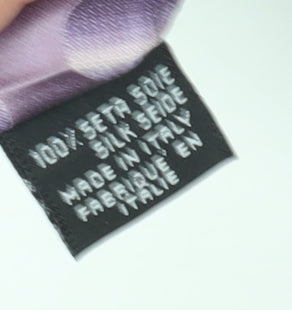 100% SETA SOIE
SILK SEIDE
MADE IN ITALY
FABRIQUE EN
ITALIE